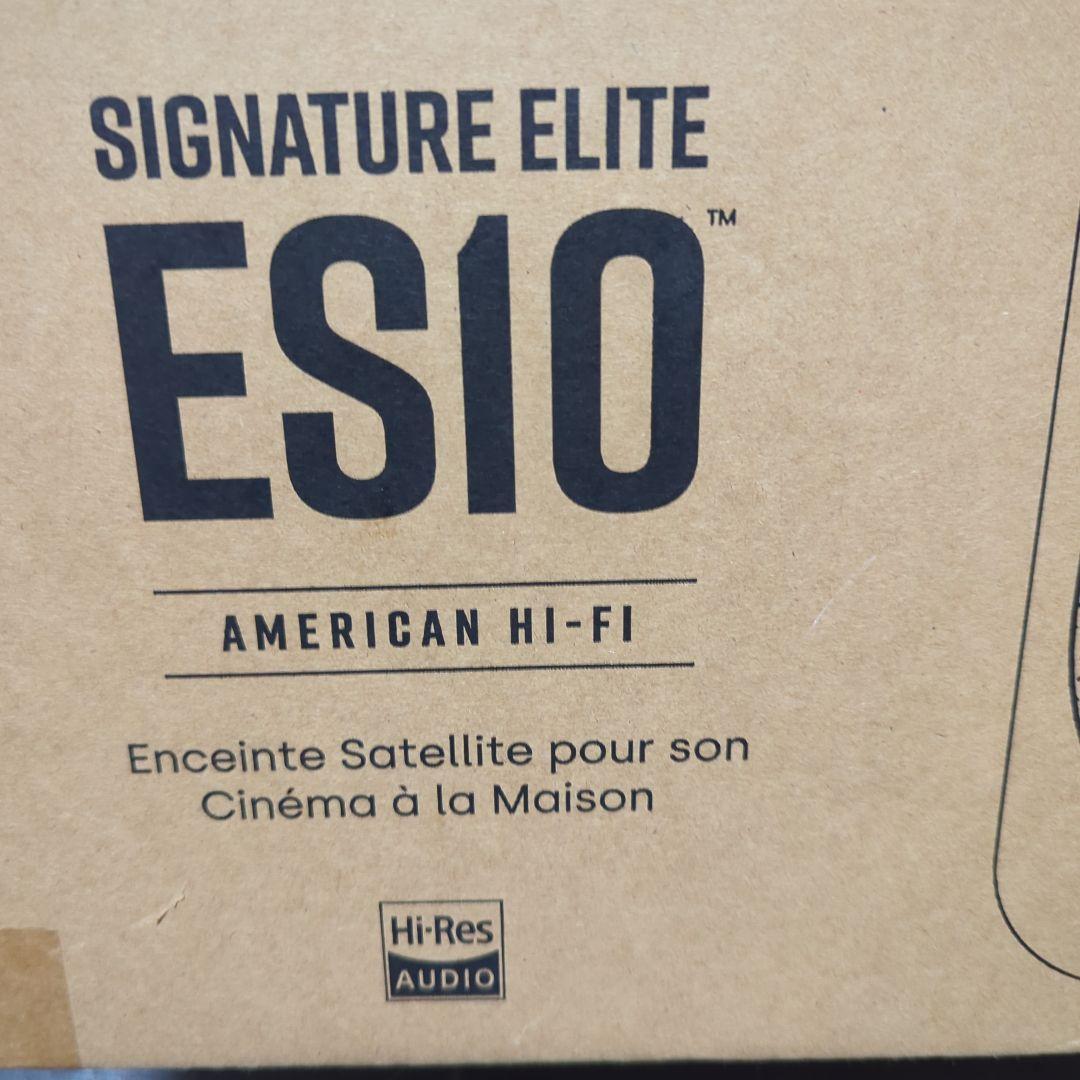 SIGNATURE ELITE
ES10™
AMERICAN HI-FI
Enceinte Satellite pour son
Cinéma à la Maison
Hi-Res
AUDIO